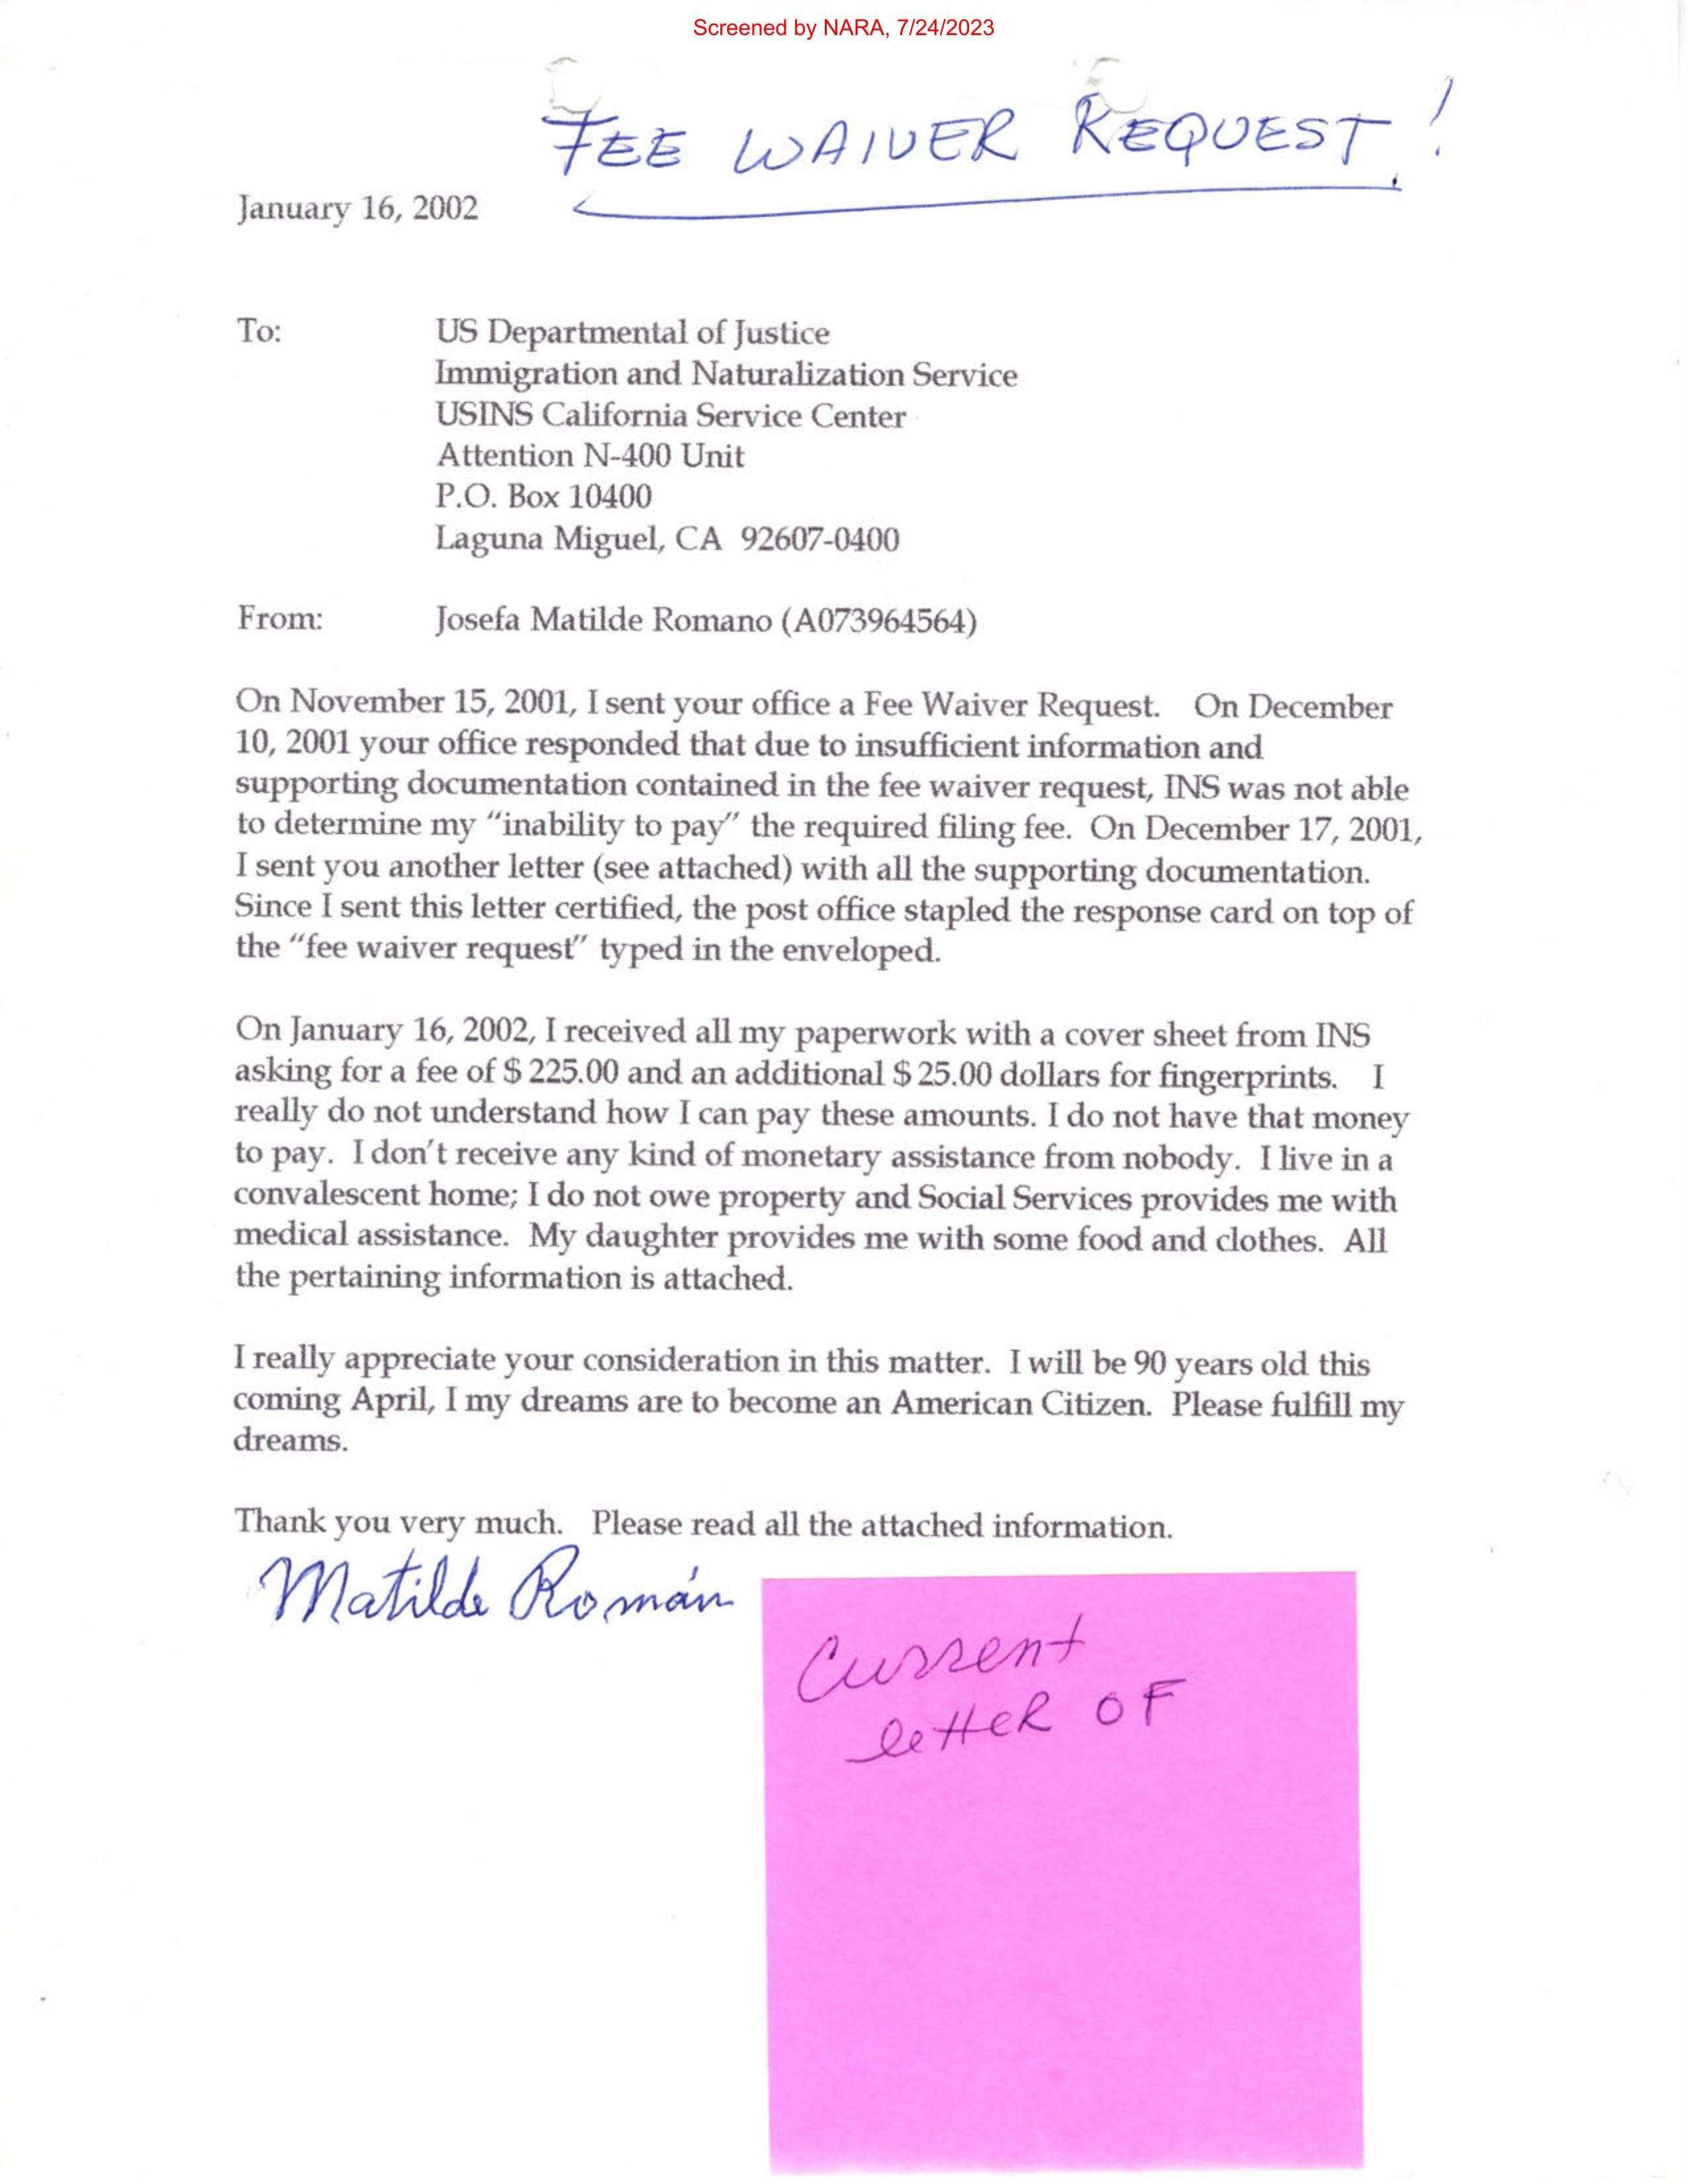 Screened by NARA, 7/24/2023
FEE WAIVER REQUEST!
January 16, 2002
To: US Departmental of Justice
Immigration and Naturalization Service
USINS California Service Center
Attention N-400 Unit
P.O. Box 10400
Laguna Miguel, CA 92607-0400
From: Josefa Matilde Romano (A073964564)
On November 15, 2001, I sent your office a Fee Waiver Request. On December
10, 2001 your office responded that due to insufficient information and
supporting documentation contained in the fee waiver request, INS was not able
to determine my “inability to pay” the required filing fee. On December 17, 2001,
I sent you another letter (see attached) with all the supporting documentation.
Since I sent this letter certified, the post office stapled the response card on top of
the “fee waiver request” typed in the enveloped.
On January 16, 2002, I received all my paperwork with a cover sheet from INS
asking for a fee of $ 225.00 and an additional $ 25.00 dollars for fingerprints. I
really do not understand how I can pay these amounts. I do not have that money
to pay. I don't receive any kind of monetary assistance from nobody. I live in a
convalescent home; I do not owe property and Social Services provides me with
medical assistance. My daughter provides me with some food and clothes. All
the pertaining information is attached.
I really appreciate your consideration in this matter. I will be 90 years old this
coming April, I my dreams are to become an American Citizen. Please fulfill my
dreams.
Thank you very much. Please read all the attached information.
Matilde Román
Current
letteR OF